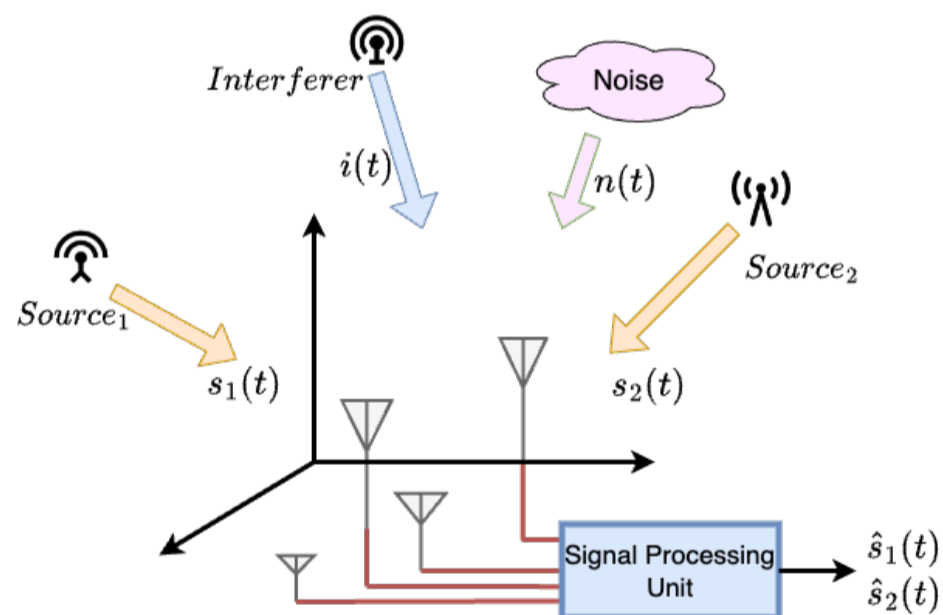 Interferer
Noise
i(t)
n(t)
Source₂
Source₁
s₁(t)
s₂(t)
Signal Processing
Unit
ŝ₁(t)
ŝ₂(t)